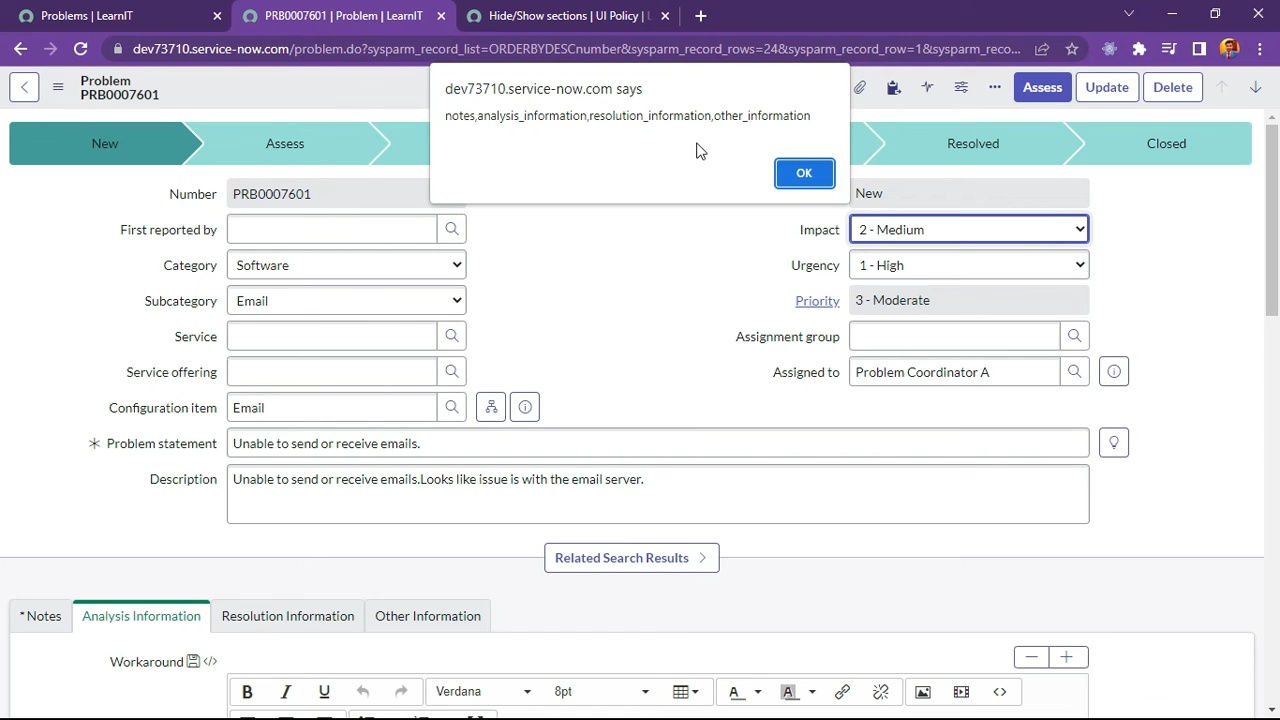 Problems | LearnIT
PRB0007601 | Problem | LearnIT
Hide/Show sections | UI Policy | L
dev73710.service-now.com/problem.do?sysparm_record_list=ORDERBYDESCnumber&sysparm_record_rows=24&sysparm_record_row=1&sysparm_reco...
Problem
PRB0007601
Assess
Update
Delete
dev73710.service-now.com says
notes,analysis_information,resolution_information,other_information
OK
New
Assess
Resolved
Closed
Number PRB0007601
New
First reported by
Impact 2 - Medium
Category Software
Urgency 1 - High
Subcategory Email
Priority 3 - Moderate
Service
Assignment group
Service offering
Assigned to Problem Coordinator A
Configuration item Email
Problem statement Unable to send or receive emails.
Description Unable to send or receive emails.Looks like issue is with the email server.
Related Search Results
* Notes Analysis Information Resolution Information Other Information
Workaround
B I U Verdana 8pt A A